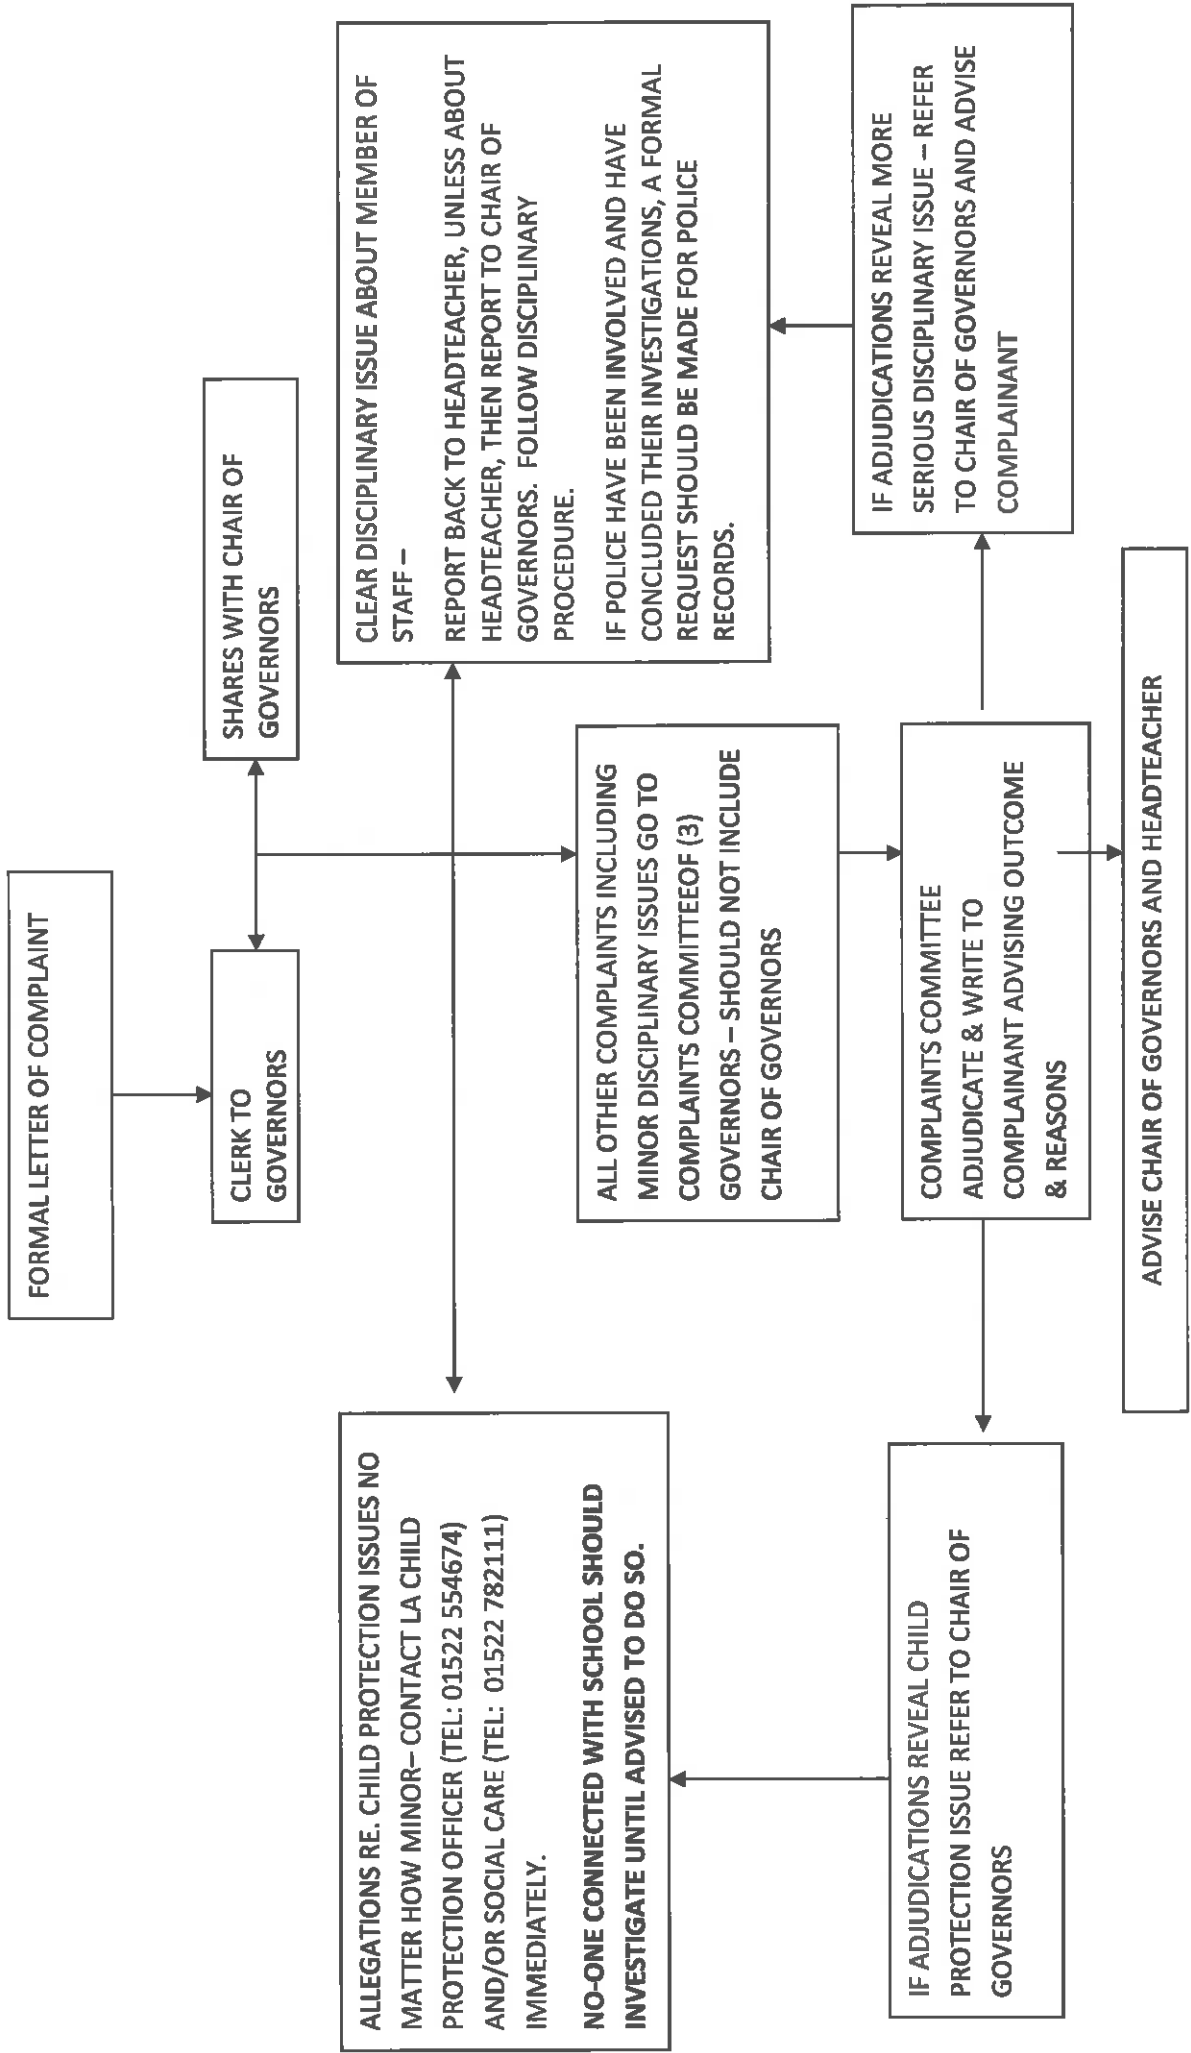 FORMAL LETTER OF COMPLAINT
CLERK TO
GOVERNORS
SHARES WITH CHAIR OF
GOVERNORS
ALLEGATIONS RE. CHILD PROTECTION ISSUES NO
MATTER HOW MINOR– CONTACT LA CHILD
PROTECTION OFFICER (TEL: 01522 554674)
AND/OR SOCIAL CARE (TEL: 01522 782111)
IMMEDIATELY.
NO-ONE CONNECTED WITH SCHOOL SHOULD
INVESTIGATE UNTIL ADVISED TO DO SO.
CLEAR DISCIPLINARY ISSUE ABOUT MEMBER OF
STAFF –
REPORT BACK TO HEADTEACHER, UNLESS ABOUT
HEADTEACHER, THEN REPORT TO CHAIR OF
GOVERNORS. FOLLOW DISCIPLINARY
PROCEDURE.
IF POLICE HAVE BEEN INVOLVED AND HAVE
CONCLUDED THEIR INVESTIGATIONS, A FORMAL
REQUEST SHOULD BE MADE FOR POLICE
RECORDS.
ALL OTHER COMPLAINTS INCLUDING
MINOR DISCIPLINARY ISSUES GO TO
COMPLAINTS COMMITTEEOF (3)
GOVERNORS – SHOULD NOT INCLUDE
CHAIR OF GOVERNORS
IF ADJUDICATIONS REVEAL CHILD
PROTECTION ISSUE REFER TO CHAIR OF
GOVERNORS
COMPLAINTS COMMITTEE
ADJUDICATE & WRITE TO
COMPLAINANT ADVISING OUTCOME
& REASONS
IF ADJUDICATIONS REVEAL MORE
SERIOUS DISCIPLINARY ISSUE – REFER
TO CHAIR OF GOVERNORS AND ADVISE
COMPLAINANT
ADVISE CHAIR OF GOVERNORS AND HEADTEACHER